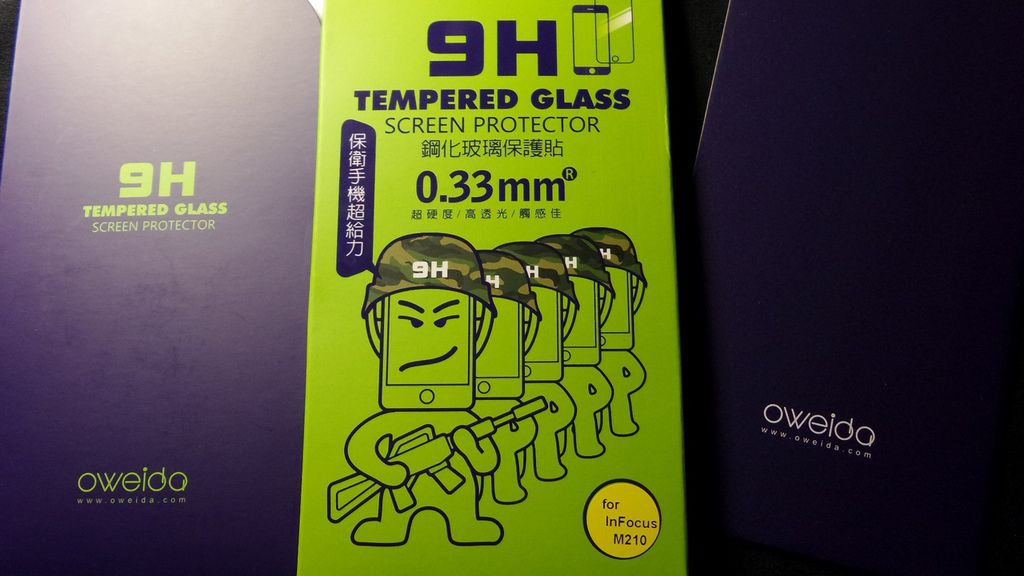 9H
TEMPERED GLASS
SCREEN PROTECTOR
oweida
www.oweida.com
9H
TEMPERED GLASS
SCREEN PROTECTOR
鋼化玻璃保護貼
0.33mm®
超硬度/高透光/觸感佳
保衛手機超給力
9H
H
H
H
H
for
InFocus
M210
oweida
www.oweida.com